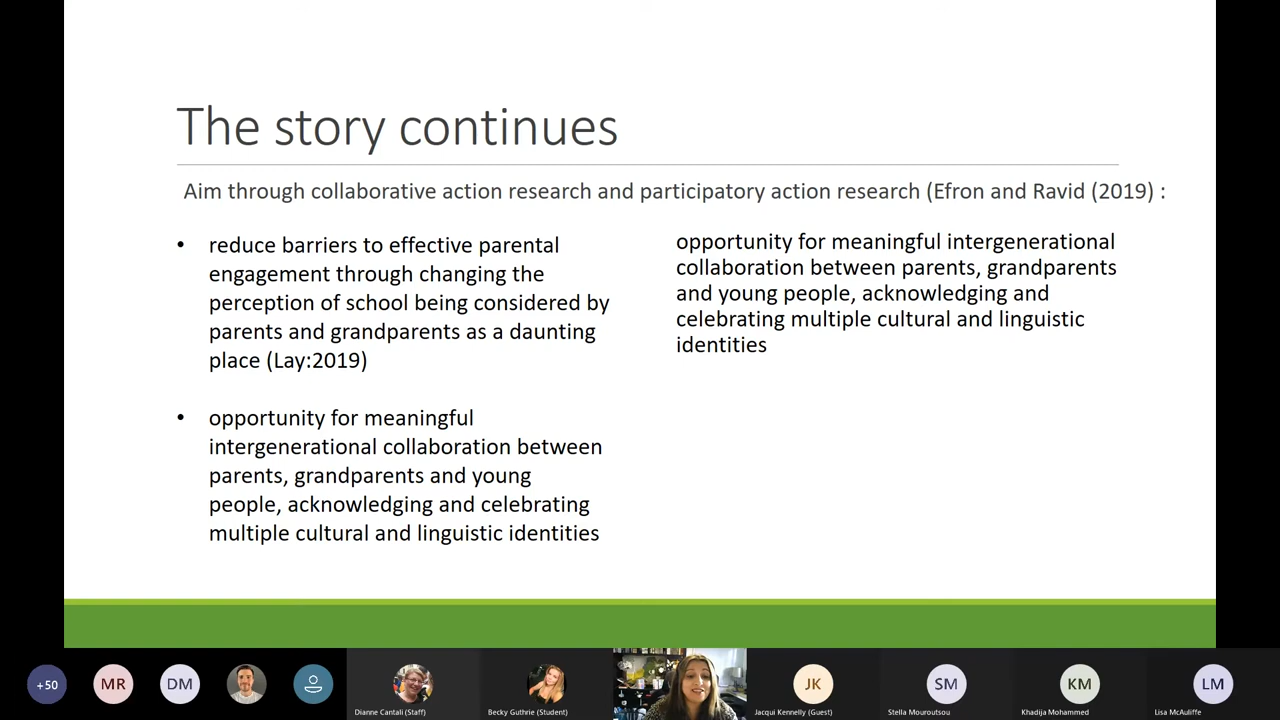 The story continues
Aim through collaborative action research and participatory action research (Efron and Ravid (2019) :
• reduce barriers to effective parental
engagement through changing the
perception of school being considered by
parents and grandparents as a daunting
place (Lay:2019)
• opportunity for meaningful
intergenerational collaboration between
parents, grandparents and young
people, acknowledging and celebrating
multiple cultural and linguistic identities
opportunity for meaningful intergenerational
collaboration between parents, grandparents
and young people, acknowledging and
celebrating multiple cultural and linguistic
identities
+50
MR
DM
Dianne Cantali (Staff)
Becky Guthrie (Student)
JK
Jacqui Kennelly (Guest)
SM
Stella Mouroutsou
KM
Khadija Mohammed
LM
Lisa McAuliffe